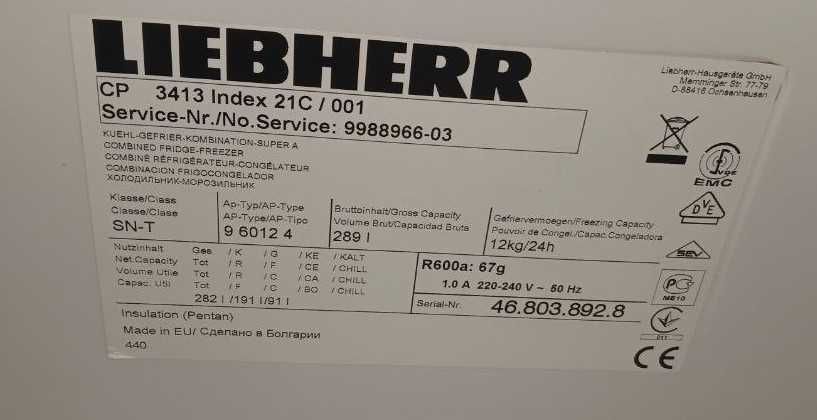 LIEBHERR
Liebherr-Hausgeräte GmbH
Memminger Str. 77-79
D-88416 Ochsenhausen
CP 3413 Index 21C / 001
Service-Nr./No.Service: 9988966-03
KUEHL-GEFRIER-KOMBINATION-SUPER A
COMBINED FRIDGE-FREEZER
COMBINÉ RÉFRIGÉRATEUR-CONGÉLATEUR
COMBINACION FRIGOCONGELADOR
ХОЛОДИЛЬНИК-МОРОЗИЛЬНИК
VDE
EMC
DVE
SEV
PC
ME10
011
CE
Klasse/Class
Classe/Clase
SN-T
Ap-Typ/AP-Type
AP-Type/AP-Tipo
9 6012 4
Bruttoinhalt/Gross Capacity
Volume Brut/Capacidad Bruta
289 l
Gefriervermoegen/Freezing Capacity
Pouvoir de Congel./Capac.Congeladora
12kg/24h
Nutzinhalt Ges / K / G / KE / KALT
Net.Capacity Tot / R / F / CE / CHILL
Volume Utile Tot / R / C / CA / CHILL
Capac. Util Tot / F / C / BO / CHILL
282 l /191 l /91 l
R600a: 67g
1.0 A 220-240 V ~ 50 Hz
Serial-Nr. 46.803.892.8
Insulation (Pentan)
Made in EU/ Сделано в Болгарии
440